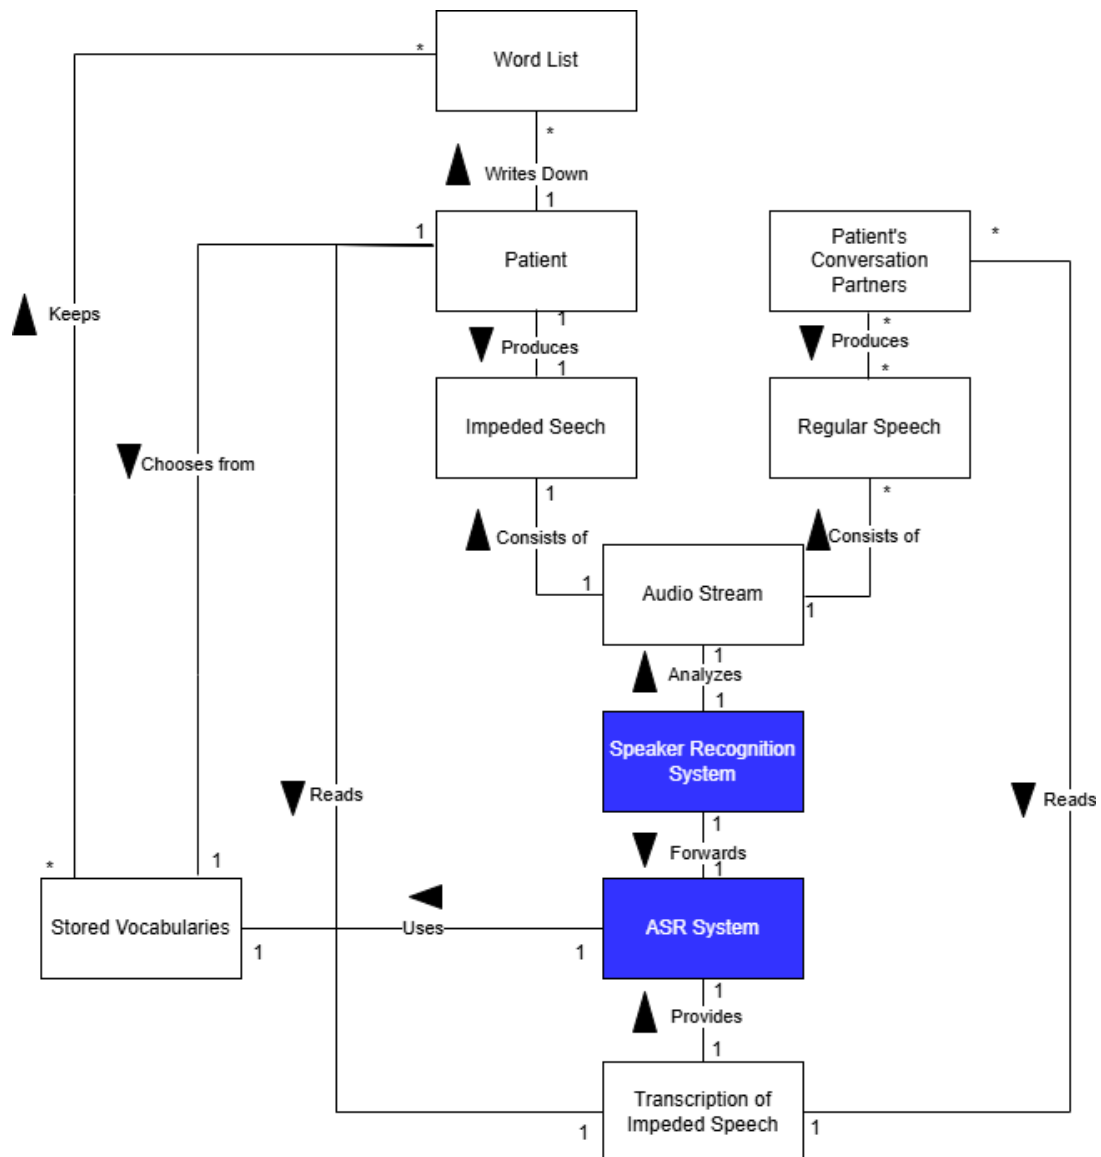 *
Word List
*
Writes Down
1
1
Patient
Patient's
Conversation
Partners
*
Keeps
1
Produces
1
*
Produces
*
Impeded Seech
Regular Speech
Chooses from
1
Consists of
*
Consists of
1
Audio Stream
1
1
Analyzes
1
Speaker Recognition
System
Reads
Reads
1
Forwards
1
*
1
Stored Vocabularies
Uses
ASR System
1
1
1
Provides
1
Transcription of
Impeded Speech
1
1